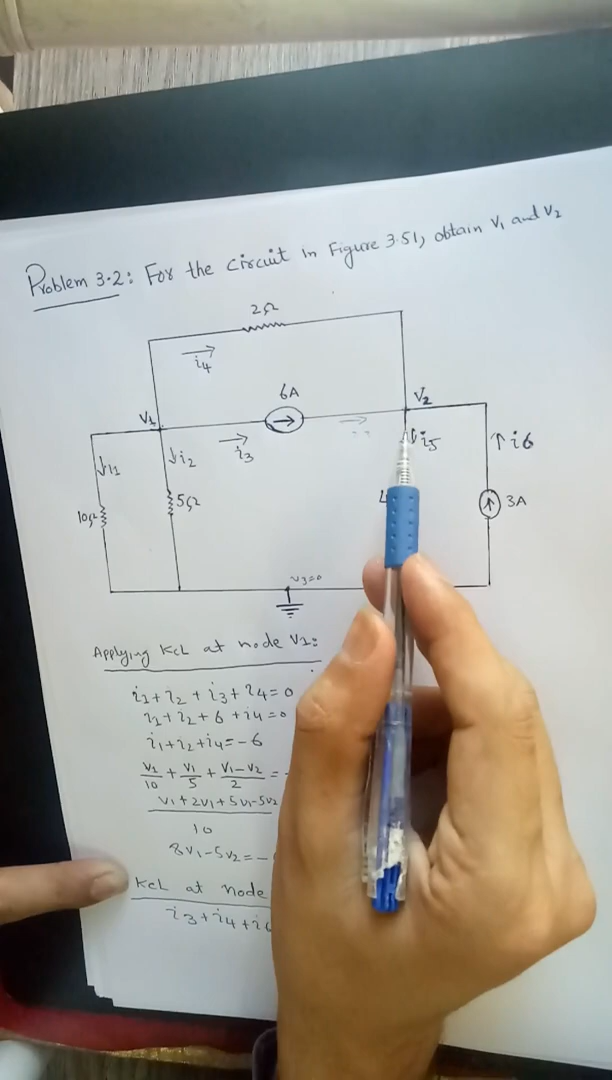 Problem 3.2: For the circuit in Figure 3.51, obtain V1 and V2
2Ω
i4
6A
V2
V1
i3
i5
i6
i1
i2
10Ω
5Ω
3A
V3=0
Applying KCL at node V1:
i1+i2+i3+i4=0
i1+i2+6+i4=0
i1+i2+i4=-6
V1/10+V1/5+V1-V2/2=-
V1+2V1+5V1-5V2
10
8V1-5V2=-
KCL at node
i3+i4+i6